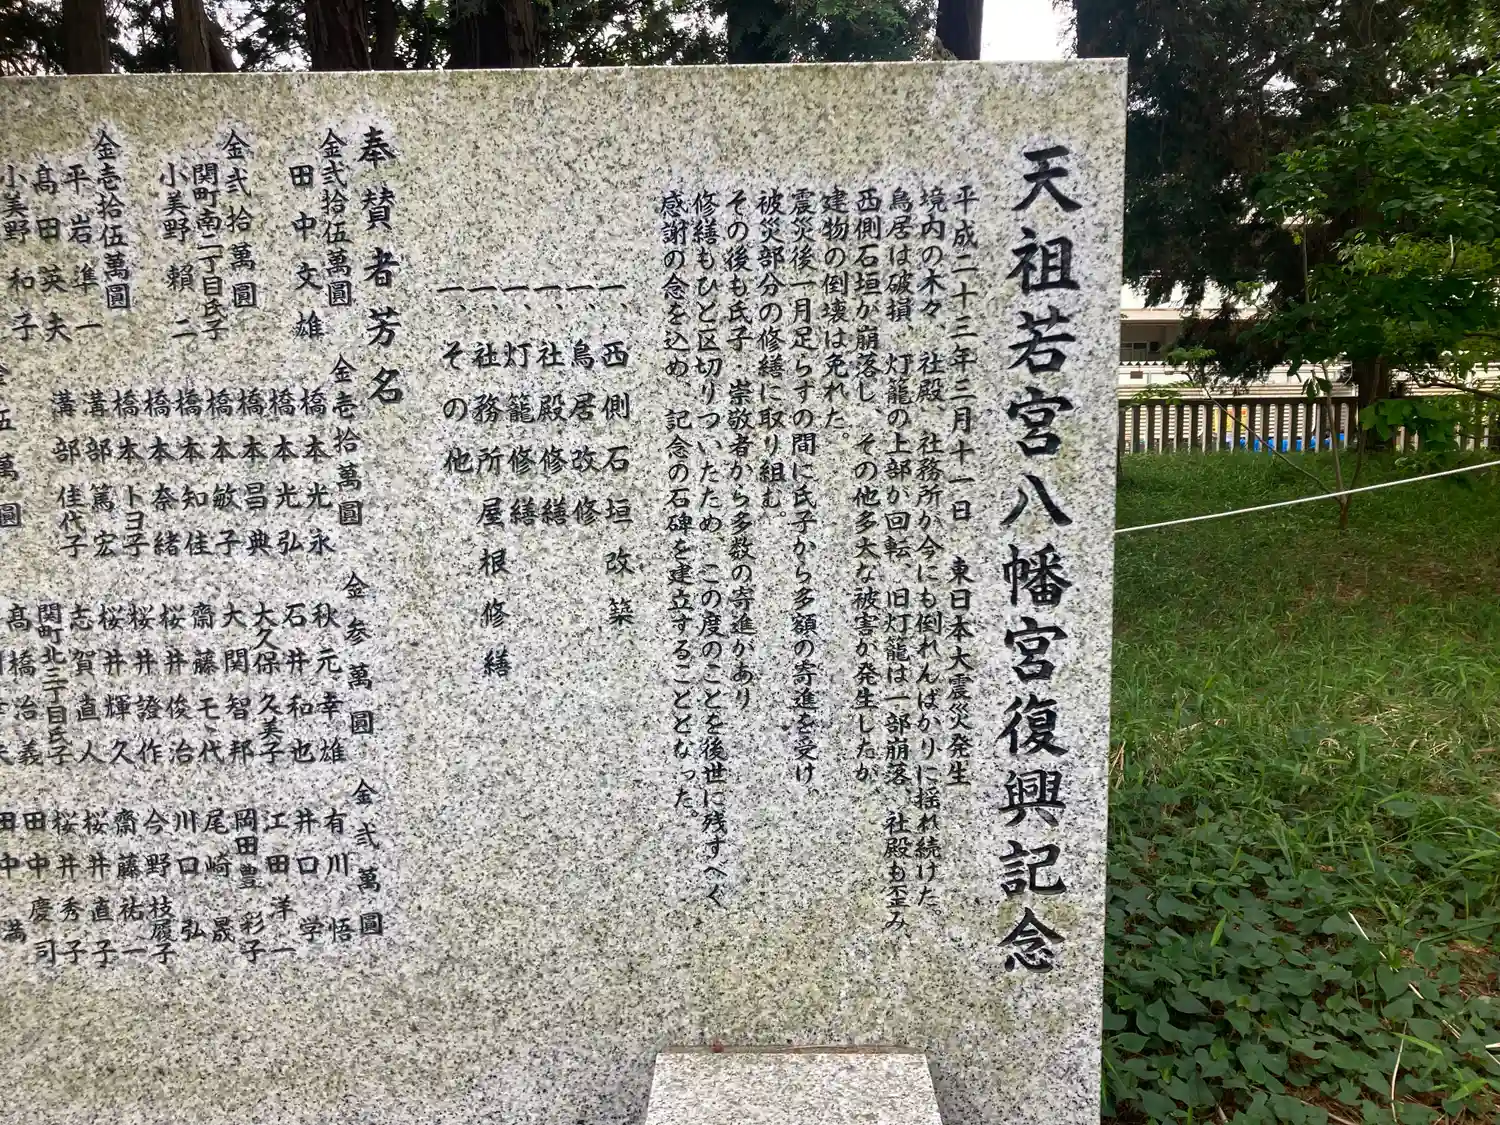 天祖若宮八幡宮復興記念
平成二十三年三月十一日 東日本大震災発生
境内の木々、社殿、社務所が今にも倒れんばかりに揺れ続けた。
鳥居は破損、灯籠の上部が回転、旧灯籠は一部崩落、社殿も歪み
西側石垣が崩落し、その他多大な被害が発生したが、
建物の倒壊は免れた。
震災後一月足らずの間に氏子から多額の寄進を受け、
被災部分の修繕に取り組む。
その後も氏子・崇敬者から多数の寄進があり
修繕もひと区切りついたため、この度のことを後世に残すべく
感謝の念を込め、記念の石碑を建立することとなった。
一、西側石垣改築
一、鳥居改修
一、社殿修繕
一、灯籠修繕
一、社務所屋根修繕
一、その他
奉賛者芳名
金弐拾伍萬圓
田中文雄
金弐拾萬圓
関町南二丁目氏子
小美野賴二
金壱拾伍萬圓
平岩準一
髙田英夫
小美野和子
金壱拾萬圓
橋本光永
橋本光弘
橋本昌典
橋本敏子
橋本知佳
橋本奈緒
橋本トヨ子
溝部篤宏
溝部佳代子
金伍萬圓
金参萬圓
秋元幸雄
石井和也
大久保久美子
大関智邦
齋藤モト代
桜井俊治
桜井證作
桜井輝久
志賀直人
関町北三丁目氏子
髙橋治義
金弐萬圓
有川悟
井口学
江田洋一
岡田豊彩子
尾崎晟
川口弘
今野枝履子
齋藤祐一
桜井直子
桜井秀子
田中慶司
田中満